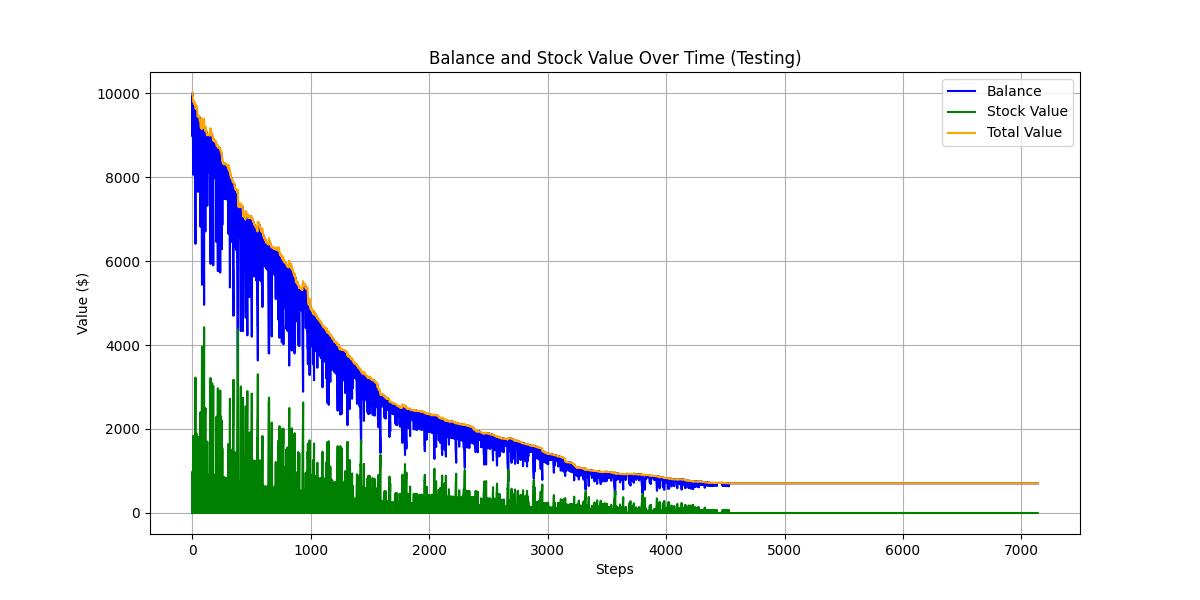 Balance and Stock Value Over Time (Testing)
Balance
Stock Value
Total Value
Value ($)
10000
8000
6000
4000
2000
0
0 1000 2000 3000 4000 5000 6000 7000
Steps